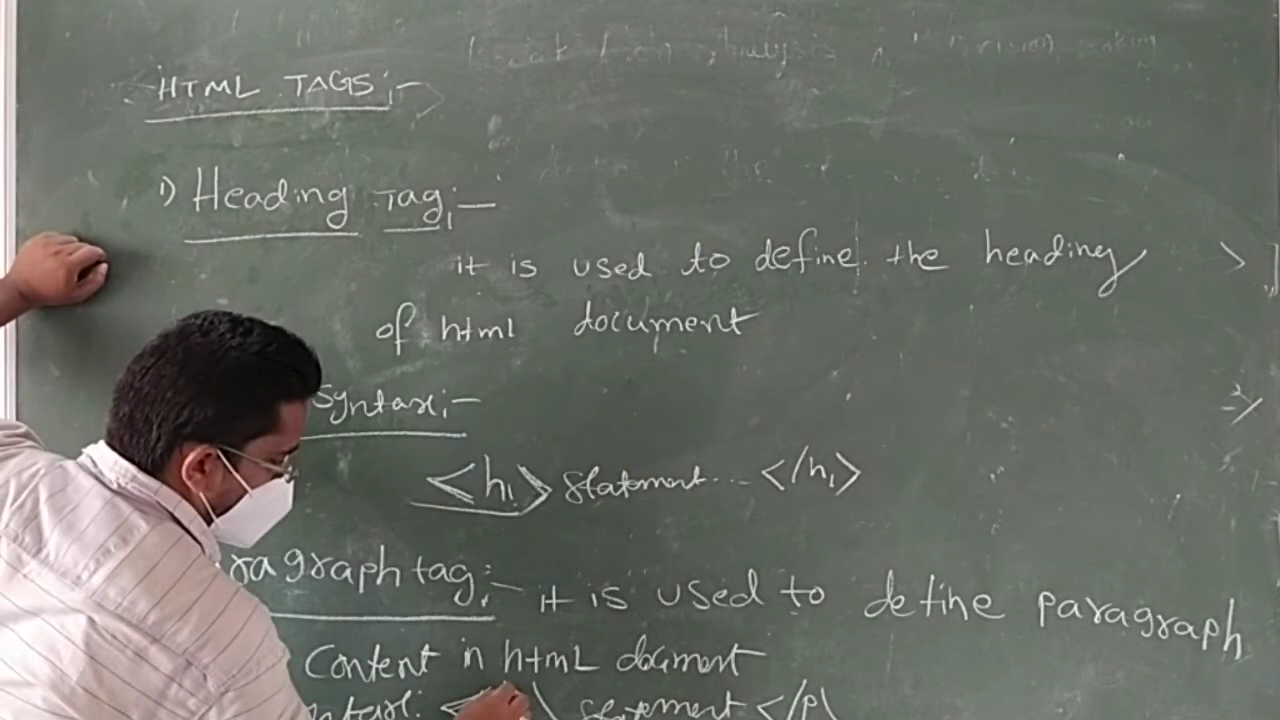 HTML TAGS:-
1) Heading Tag:-
it is used to define the heading
of html document
Syntax:-
<h1> Statement... </h1>
ragraph tag:- it is used to define paragraph
Content in html document
ntax: < > Statement </p